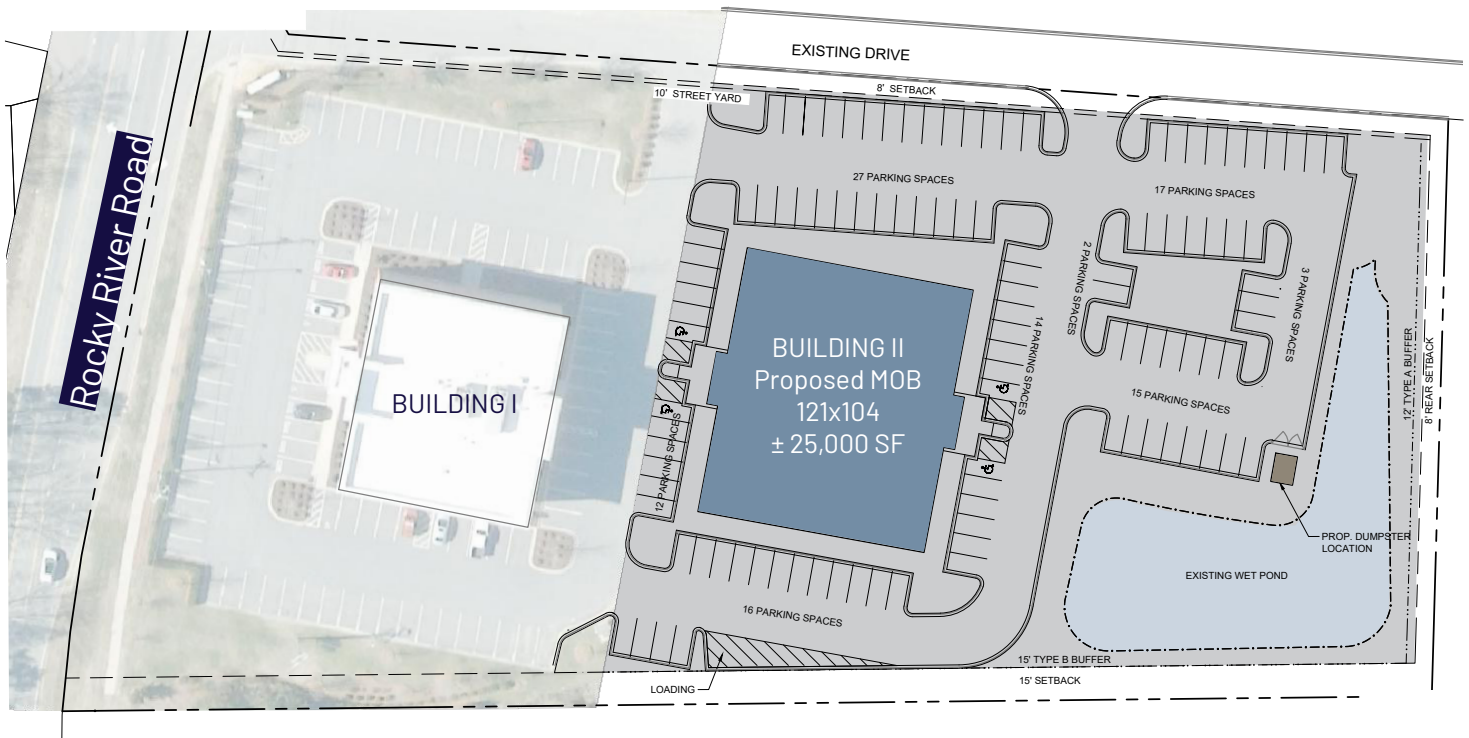 EXISTING DRIVE
8' SETBACK
10' STREET YARD
Rocky River Road
27 PARKING SPACES
17 PARKING SPACES
2 PARKING SPACES
3 PARKING SPACES
14 PARKING SPACES
BUILDING I
BUILDING II
Proposed MOB
121x104
± 25,000 SF
12 PARKING SPACES
15 PARKING SPACES
12' TYPE A BUFFER
8' REAR SETBACK
PROP. DUMPSTER
LOCATION
EXISTING WET POND
16 PARKING SPACES
15' TYPE B BUFFER
15' SETBACK
LOADING